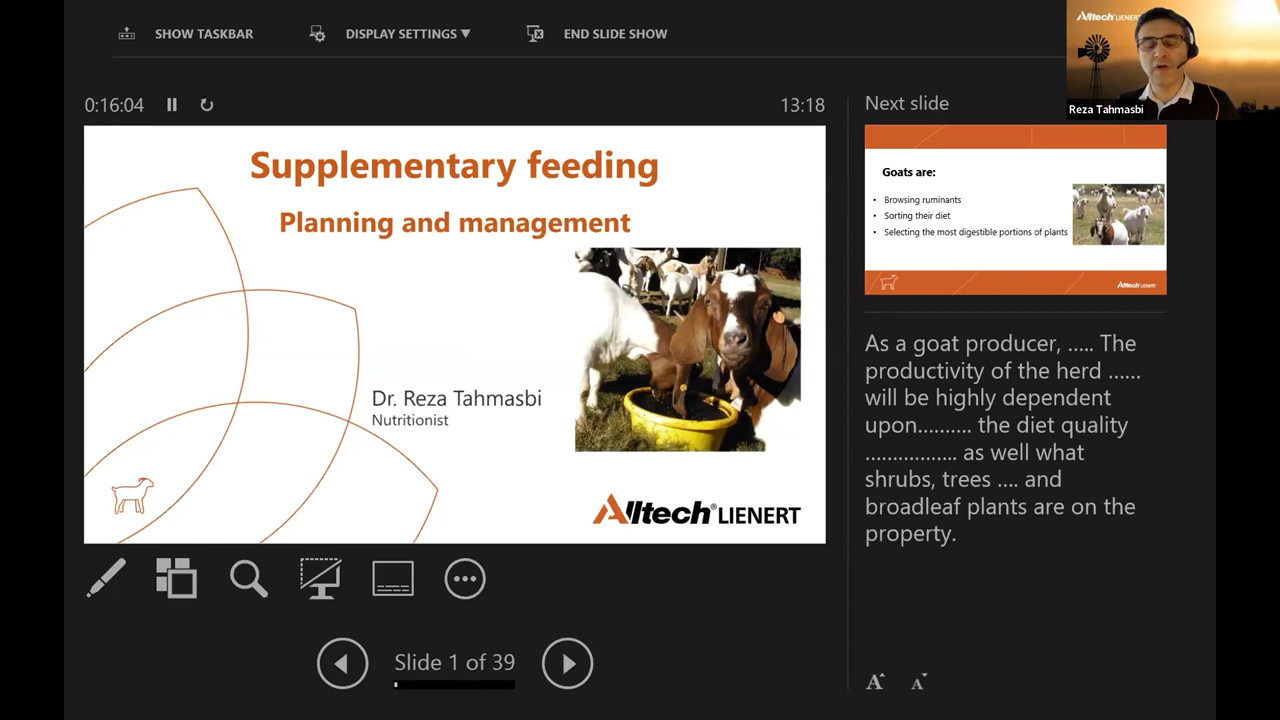 SHOW TASKBAR
DISPLAY SETTINGS ▼
END SLIDE SHOW
Alltech LIENERT
Reza Tahmasbi
0:16:04
13:18
Supplementary feeding
Planning and management
Dr. Reza Tahmasbi
Nutritionist
Alltech® LIENERT
Slide 1 of 39
Next slide
Goats are:
• Browsing ruminants
• Sorting their diet
• Selecting the most digestible portions of plants
Alltech LIENERT
As a goat producer, ..... The
productivity of the herd ......
will be highly dependent
upon.......... the diet quality
................. as well what
shrubs, trees .... and
broadleaf plants are on the
property.
A A